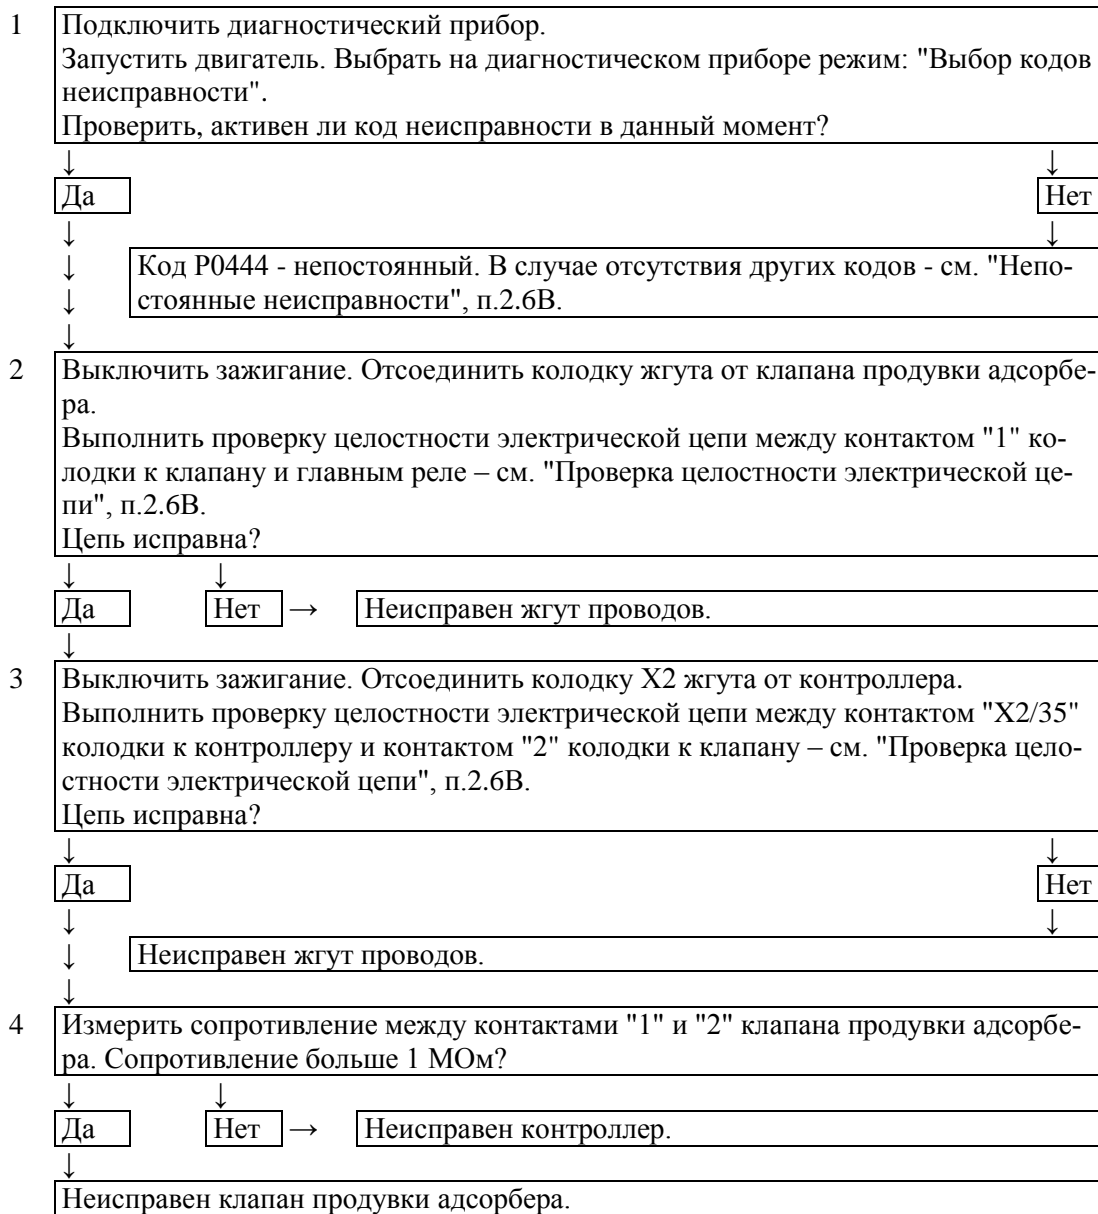 1 Подключить диагностический прибор.
Запустить двигатель. Выбрать на диагностическом приборе режим: "Выбор кодов
неисправности".
Проверить, активен ли код неисправности в данный момент?
↓ ↓
Да Нет
↓ ↓
↓ Код Р0444 - непостоянный. В случае отсутствия других кодов - см. "Непо-
↓ стоянные неисправности", п.2.6В.
↓
2 Выключить зажигание. Отсоединить колодку жгута от клапана продувки адсорбе-
ра.
Выполнить проверку целостности электрической цепи между контактом "1" ко-
лодки к клапану и главным реле – см. "Проверка целостности электрической це-
пи", п.2.6В.
Цепь исправна?
↓ ↓
Да Нет → Неисправен жгут проводов.
↓
3 Выключить зажигание. Отсоединить колодку Х2 жгута от контроллера.
Выполнить проверку целостности электрической цепи между контактом "Х2/35"
колодки к контроллеру и контактом "2" колодки к клапану – см. "Проверка цело-
стности электрической цепи", п.2.6В.
Цепь исправна?
↓ ↓
Да Нет
↓ ↓
↓ Неисправен жгут проводов.
↓
4 Измерить сопротивление между контактами "1" и "2" клапана продувки адсорбе-
ра. Сопротивление больше 1 МОм?
↓ ↓
Да Нет → Неисправен контроллер.
↓
Неисправен клапан продувки адсорбера.